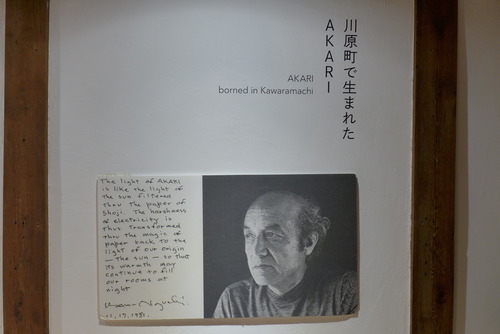 川原町で生まれた
AKARI
AKARI
borned in Kawaramachi
The light of AKARI
is like the light of
the sun filtered
thru the paper of
shoji. The harshness
of electricity is
thus transformed
thru the magic of
paper back to the
light of our origin
– the sun – so that
its warmth may
continue to fill
our rooms at
night
Isamu Noguchi